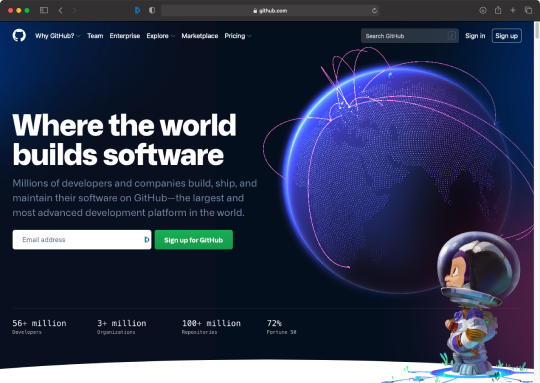 github.com
Why GitHub?
Team
Enterprise
Explore
Marketplace
Pricing
Search GitHub
/
Sign in
Sign up
Where the world
builds software
Millions of developers and companies build, ship, and
maintain their software on GitHub—the largest and
most advanced development platform in the world.
Email address
Sign up for GitHub
56+ million
Developers
3+ million
Organizations
100+ million
Repositories
72%
Fortune 50